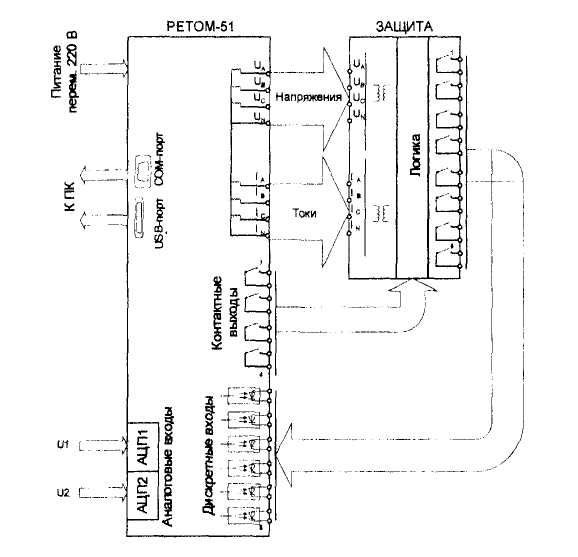 РЕТОМ-51
ЗАЩИТА
Питание
перем. 220 В
U A
U B
U C
U N
Напряжения
U A
U B
U C
U N
Логика
COM-порт
USB-порт
К ПК
I A
I B
I C
I N
Токи
I A
I B
I C
N
Контактные
выходы
U1
U2
АЦП1
АЦП2
Аналотовые входы
Дискретные входы